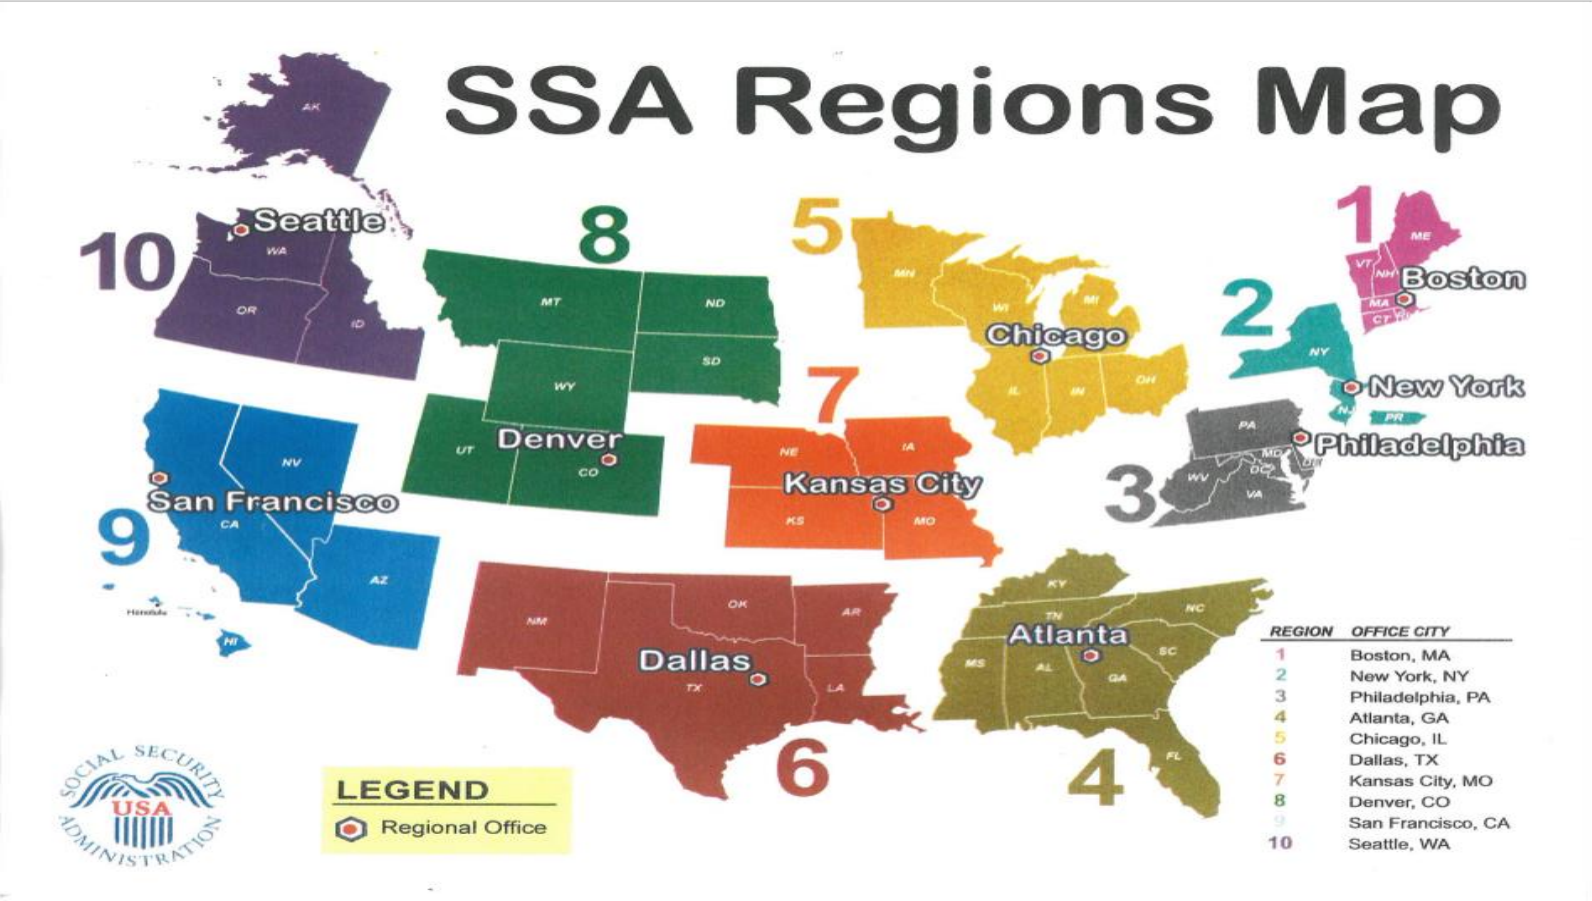 SSA Regions Map
AK
10
Seattle
WA
OR
ID
8
MT
ND
SD
WY
UT
Denver
CO
5
MN
WI
MI
Chicago
IL
IN
OH
1
ME
VT
NH
Boston
MA
CT
RI
2
NY
New York
NJ
PR
3
PA
Philadelphia
MD
DC
DE
WV
VA
7
NE
IA
Kansas City
KS
MO
9
NV
San Francisco
CA
AZ
Honolulu
HI
NM
OK
AR
Dallas
TX
LA
6
KY
TN
NC
Atlanta
SC
MS
AL
GA
FL
4
REGION OFFICE CITY
1 Boston, MA
2 New York, NY
3 Philadelphia, PA
4 Atlanta, GA
5 Chicago, IL
6 Dallas, TX
7 Kansas City, MO
8 Denver, CO
9 San Francisco, CA
10 Seattle, WA
SOCIAL SECURITY
USA
ADMINISTRATION
LEGEND
Regional Office